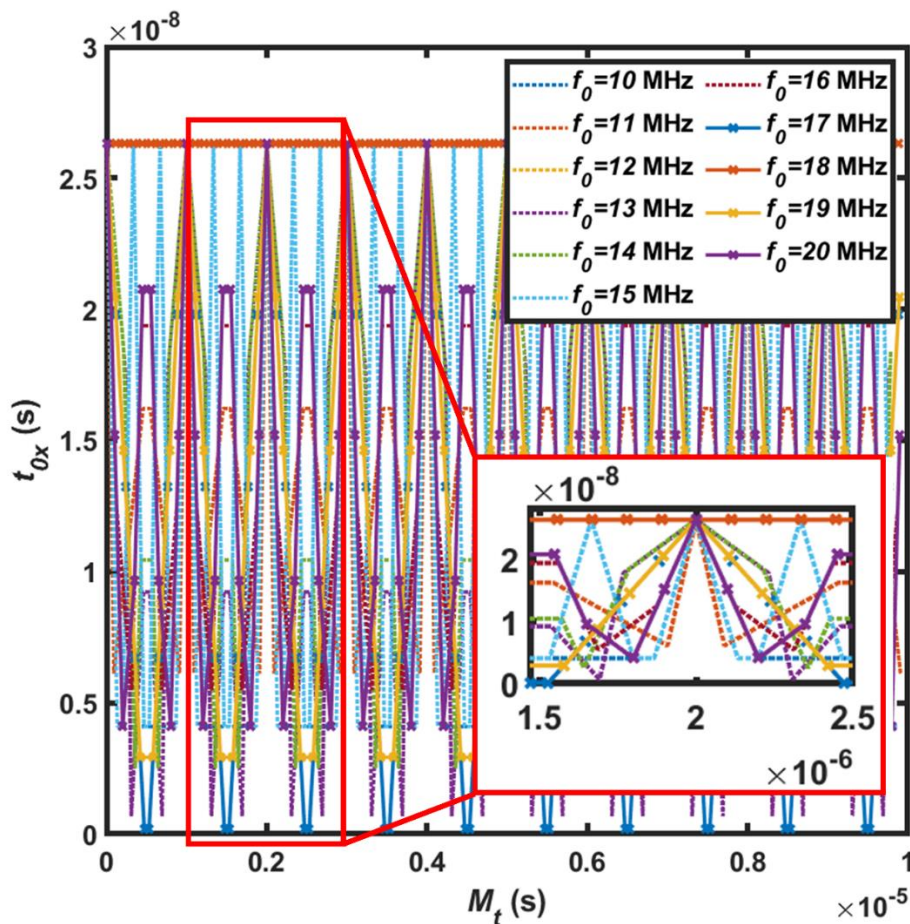 ×10⁻⁸
3
2.5
2
1.5
1
0.5
0
t₀ₓ (s)
f₀=10 MHz f₀=16 MHz
f₀=11 MHz f₀=17 MHz
f₀=12 MHz f₀=18 MHz
f₀=13 MHz f₀=19 MHz
f₀=14 MHz f₀=20 MHz
f₀=15 MHz
×10⁻⁸
2
1
0
1.5 2 2.5
×10⁻⁶
0 0.2 0.4 0.6 0.8 1
Mₜ (s) ×10⁻⁵